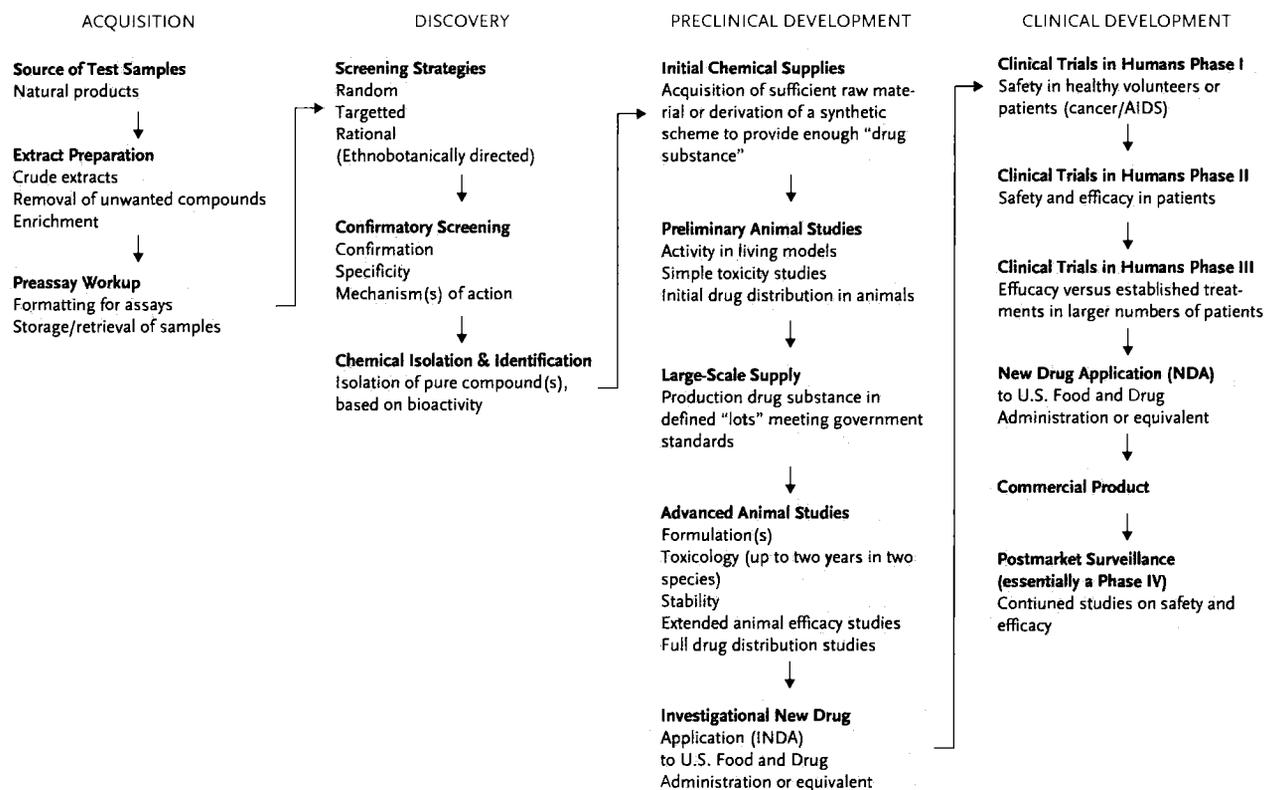 ACQUISITION
Source of Test Samples
Natural products
Extract Preparation
Crude extracts
Removal of unwanted compounds
Enrichment
Preassay Workup
Formatting for assays
Storage/retrieval of samples
DISCOVERY
Screening Strategies
Random
Targetted
Rational
(Ethnobotanically directed)
Confirmatory Screening
Confirmation
Specificity
Mechanism(s) of action
Chemical Isolation & Identification
Isolation of pure compound(s),
based on bioactivity
PRECLINICAL DEVELOPMENT
Initial Chemical Supplies
Acquisition of sufficient raw mate-
rial or derivation of a synthetic
scheme to provide enough “drug
substance”
Preliminary Animal Studies
Activity in living models
Simple toxicity studies
Initial drug distribution in animals
Large-Scale Supply
Production drug substance in
defined “lots” meeting government
standards
Advanced Animal Studies
Formulation(s)
Toxicology (up to two years in two
species)
Stability
Extended animal efficacy studies
Full drug distribution studies
Investigational New Drug
Application (INDA)
to U.S. Food and Drug
Administration or equivalent
CLINICAL DEVELOPMENT
Clinical Trials in Humans Phase I
Safety in healthy volunteers or
patients (cancer/AIDS)
Clinical Trials in Humans Phase II
Safety and efficacy in patients
Clinical Trials in Humans Phase III
Effucacy versus established treat-
ments in larger numbers of patients
New Drug Application (NDA)
to U.S. Food and Drug
Administration or equivalent
Commercial Product
Postmarket Surveillance
(essentially a Phase IV)
Contiuned studies on safety and
efficacy